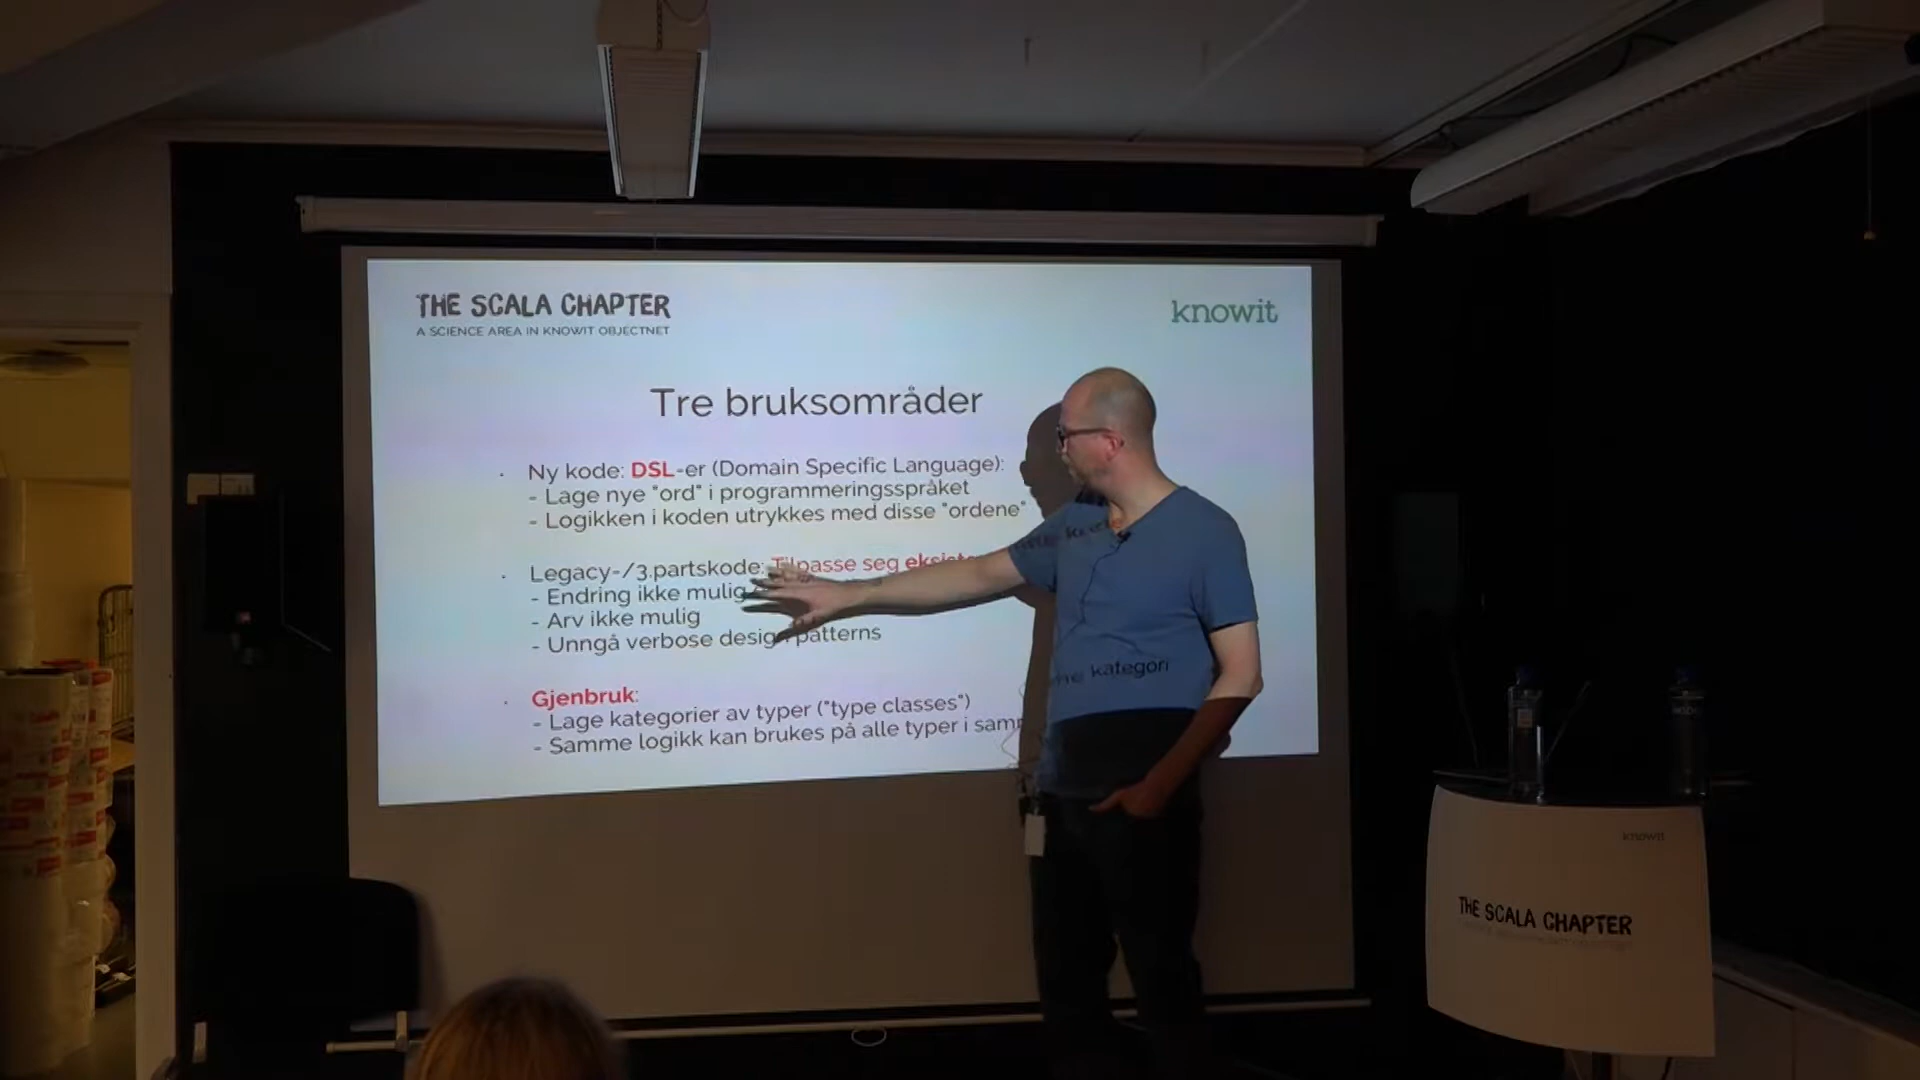 THE SCALA CHAPTER
A SCIENCE AREA IN KNOWIT OBJECTNET
knowit
Tre bruksområder
· Ny kode: DSL-er (Domain Specific Language):
- Lage nye "ord" i programmeringsspråket
- Logikken i koden utrykkes med disse "ordene"
· Legacy-/3.partskode: Tilpasse seg
- Endring ikke mulig
- Arv ikke mulig
- Unngå verbose design patterns
· Gjenbruk:
- Lage kategorier av typer ("type classes")
- Samme logikk kan brukes på alle typer i samme kategori
knowit
THE SCALA CHAPTER